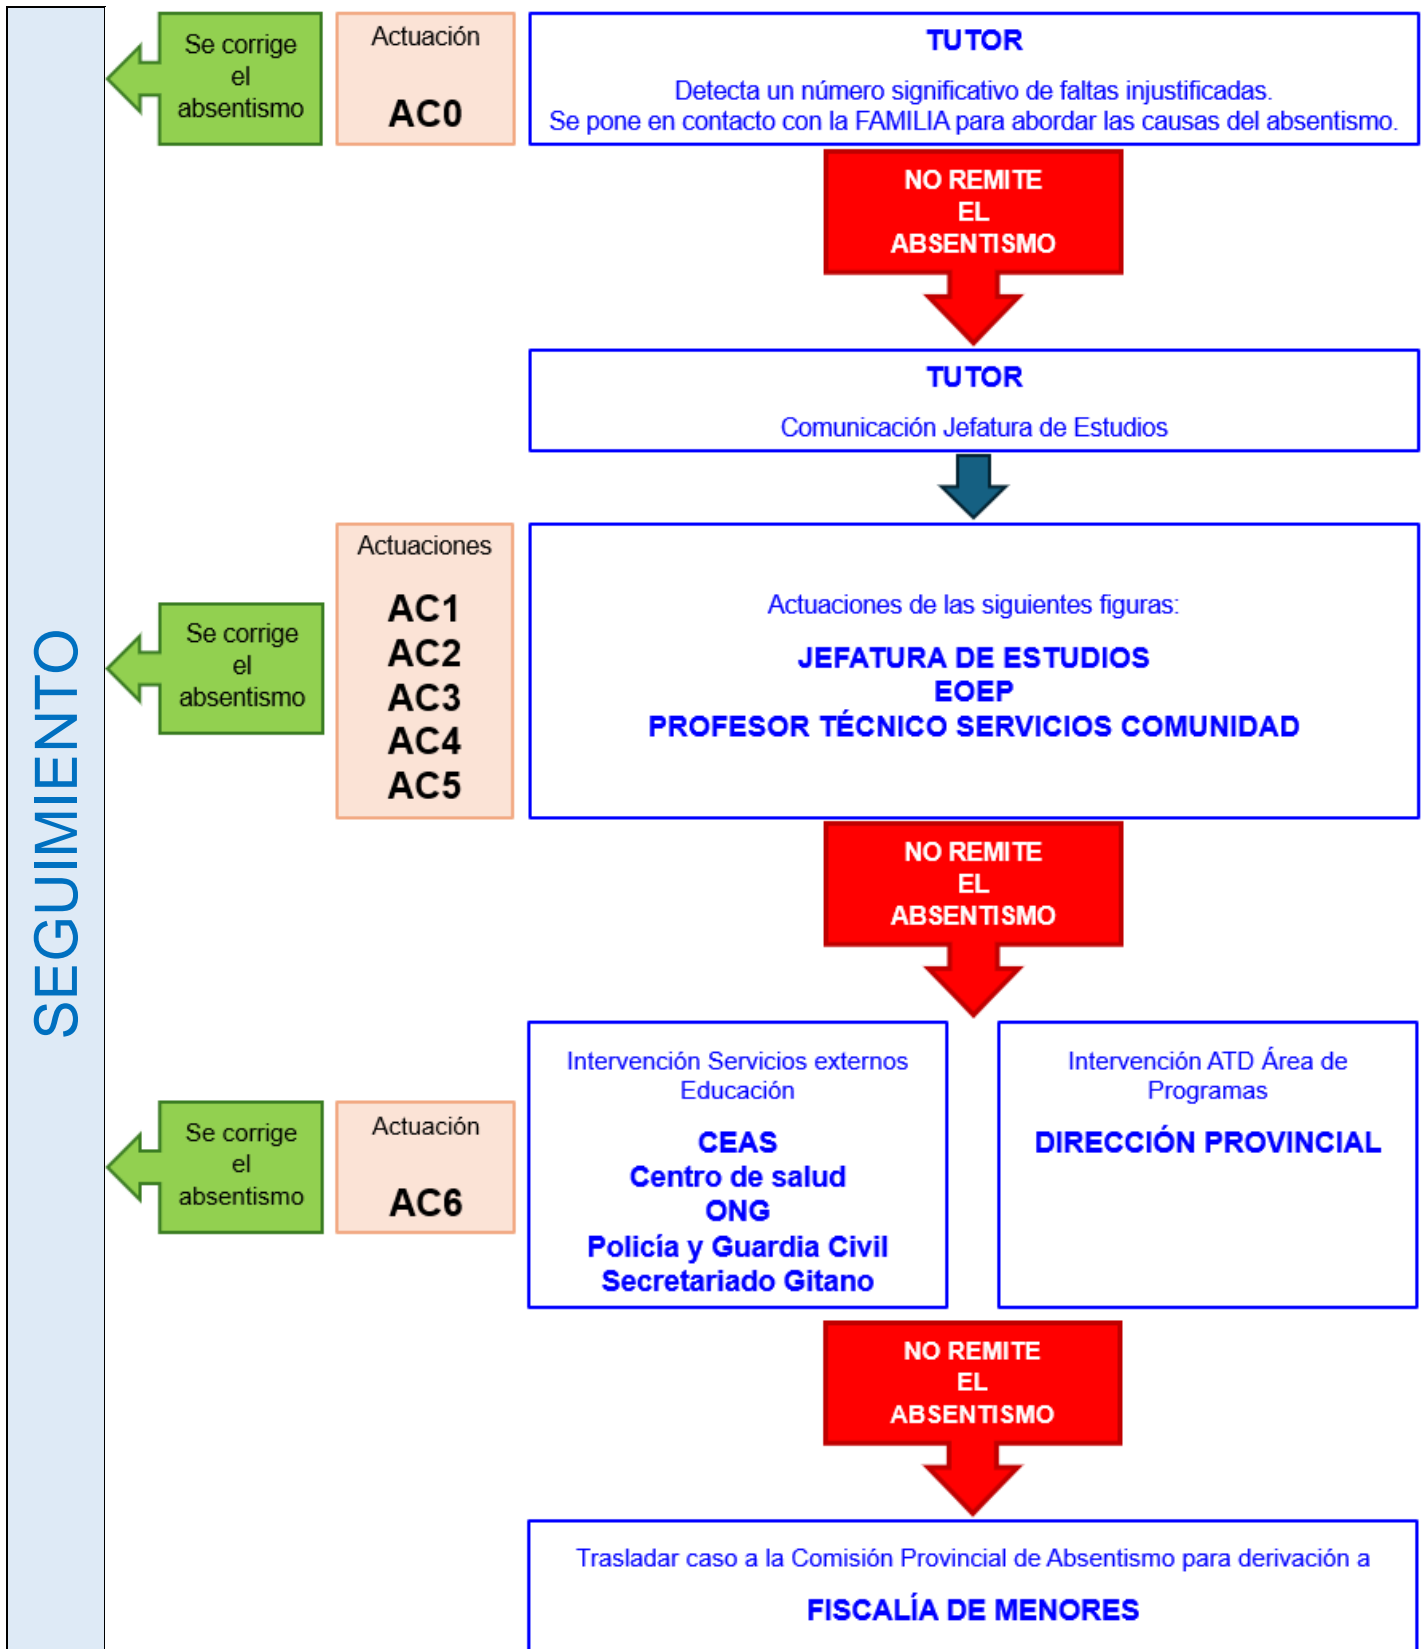 SEGUIMIENTO
Se corrige
el
absentismo
Actuación
AC0
TUTOR
Detecta un número significativo de faltas injustificadas.
Se pone en contacto con la FAMILIA para abordar las causas del absentismo.
NO REMITE
EL
ABSENTISMO
TUTOR
Comunicación Jefatura de Estudios
Se corrige
el
absentismo
Actuaciones
AC1
AC2
AC3
AC4
AC5
Actuaciones de las siguientes figuras:
JEFATURA DE ESTUDIOS
EOEP
PROFESOR TÉCNICO SERVICIOS COMUNIDAD
NO REMITE
EL
ABSENTISMO
Se corrige
el
absentismo
Actuación
AC6
Intervención Servicios externos
Educación
CEAS
Centro de salud
ONG
Policía y Guardia Civil
Secretariado Gitano
Intervención ATD Área de
Programas
DIRECCIÓN PROVINCIAL
NO REMITE
EL
ABSENTISMO
Trasladar caso a la Comisión Provincial de Absentismo para derivación a
FISCALÍA DE MENORES